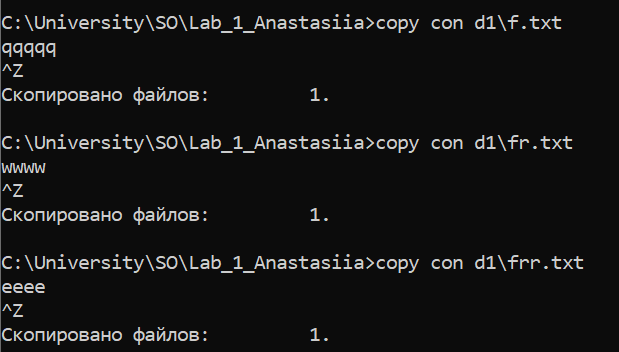 C:\University\SO\Lab_1_Anastasiia>copy con d1\f.txt
qqqqq
^Z
Скопировано файлов:         1.
C:\University\SO\Lab_1_Anastasiia>copy con d1\fr.txt
wwww
^Z
Скопировано файлов:         1.
C:\University\SO\Lab_1_Anastasiia>copy con d1\frr.txt
eeee
^Z
Скопировано файлов:         1.